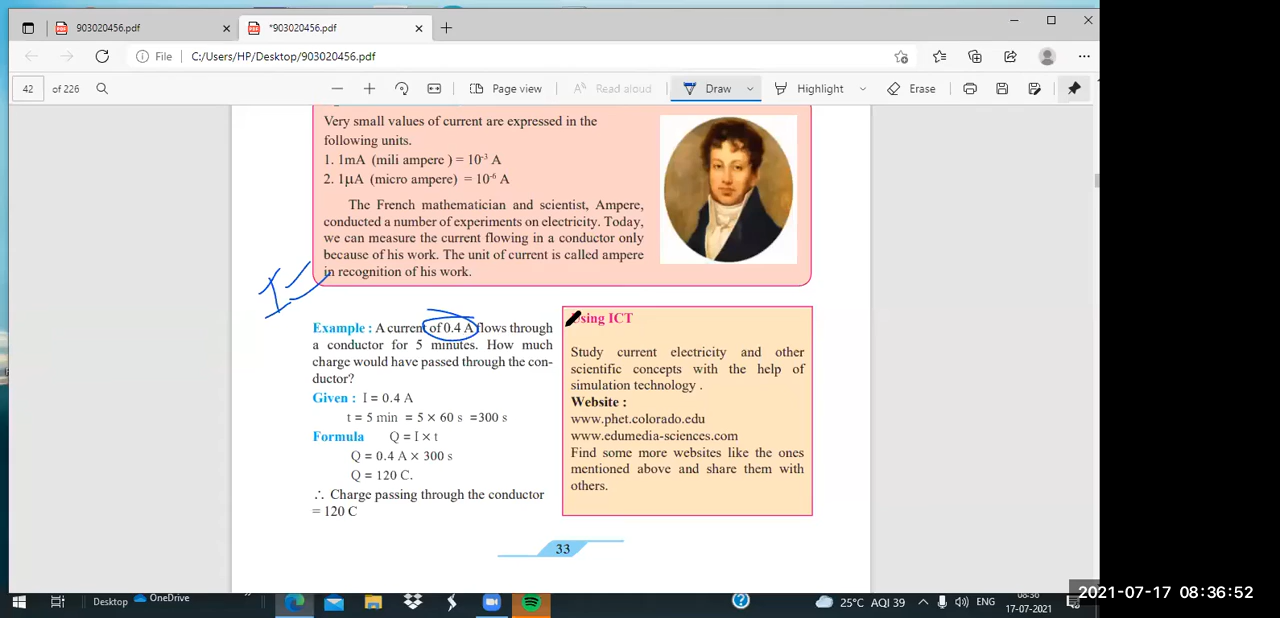 903020456.pdf
*903020456.pdf
File
C:/Users/HP/Desktop/903020456.pdf
42 of 226
Page view
Read aloud
Draw
Highlight
Erase
Very small values of current are expressed in the
following units.
1. 1mA (mili ampere ) = 10⁻³ A
2. 1μA (micro ampere) = 10⁻⁶ A
The French mathematician and scientist, Ampere,
conducted a number of experiments on electricity. Today,
we can measure the current flowing in a conductor only
because of his work. The unit of current is called ampere
in recognition of his work.
I =
Example : A current of 0.4 A flows through
a conductor for 5 minutes. How much
charge would have passed through the con-
ductor?
Given : I = 0.4 A
t = 5 min = 5 × 60 s =300 s
Formula Q = I × t
Q = 0.4 A × 300 s
Q = 120 C.
∴ Charge passing through the conductor
= 120 C
Using ICT
Study current electricity and other
scientific concepts with the help of
simulation technology .
Website :
www.phet.colorado.edu
www.edumedia-sciences.com
Find some more websites like the ones
mentioned above and share them with
others.
33
Desktop
OneDrive
25°C AQI 39
ENG
08:36
17-07-2021
2021-07-17 08:36:52